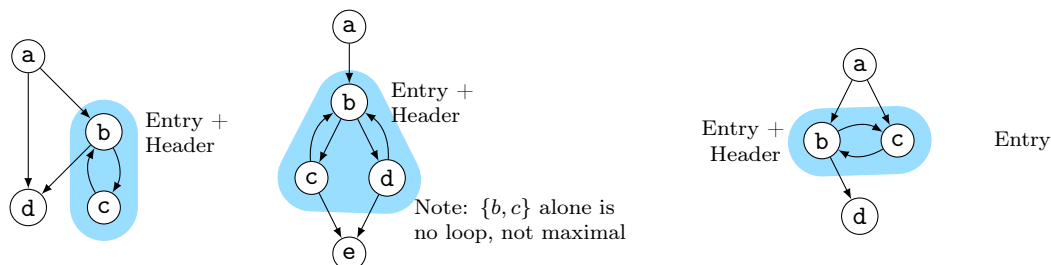 a
b
Entry +
Header
d
c
a
b
Entry +
Header
c
d
Note: {b, c} alone is
no loop, not maximal
e
a
Entry +
Header
b
c
Entry
d